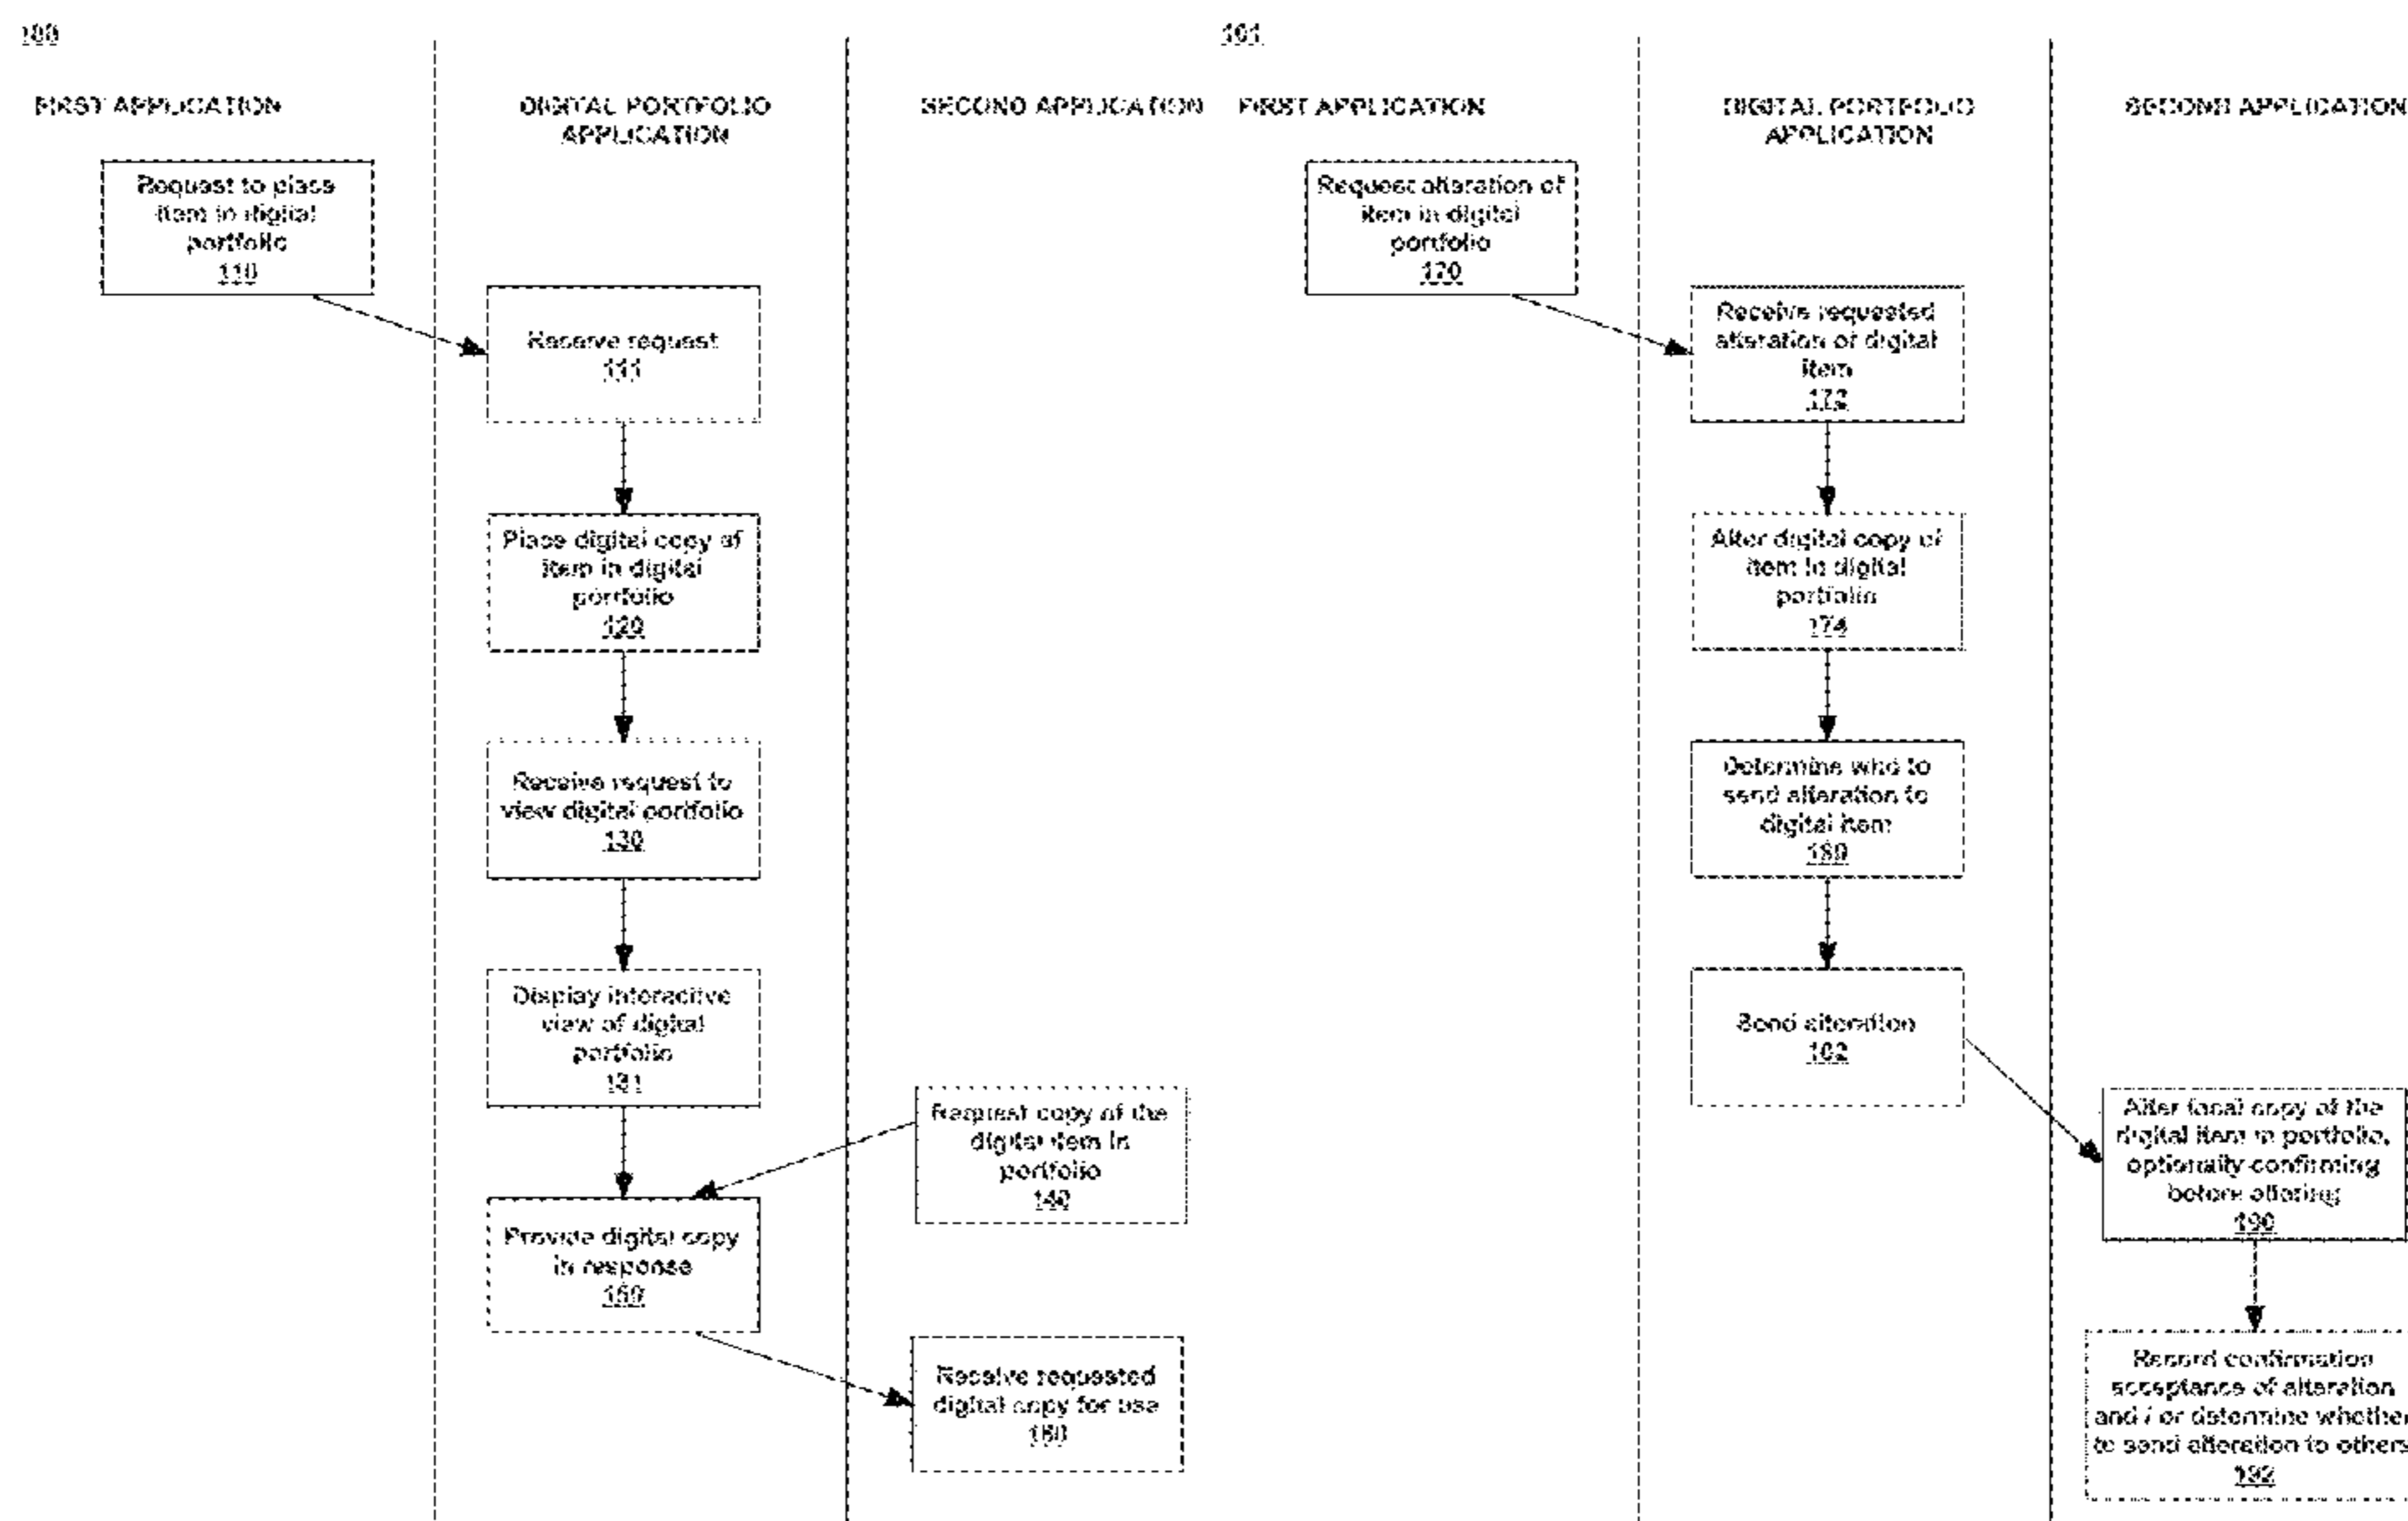 100
FIRST APPLICATION
DIGITAL PORTFOLIO
APPLICATION
SECOND APPLICATION
Request to place
item in digital
portfolio
110
Receive request
111
Place digital copy of
item in digital
portfolio
120
Receive request to
view digital portfolio
130
Display interactive
view of digital
portfolio
131
Request copy of the
digital item in
portfolio
140
Provide digital copy
in response
150
Receive requested
digital copy for use
160
101
FIRST APPLICATION
DIGITAL PORTFOLIO
APPLICATION
SECOND APPLICATION
Request alteration of
item in digital
portfolio
170
Receive requested
alteration of digital
item
172
Alter digital copy of
item in digital
portfolio
174
Determine who to
send alteration to
digital item
180
Send alteration
182
Alter local copy of the
digital item in portfolio,
optionally confirming
before altering
190
Record confirmation
acceptance of alteration
and / or determine whether
to send alteration to others
192